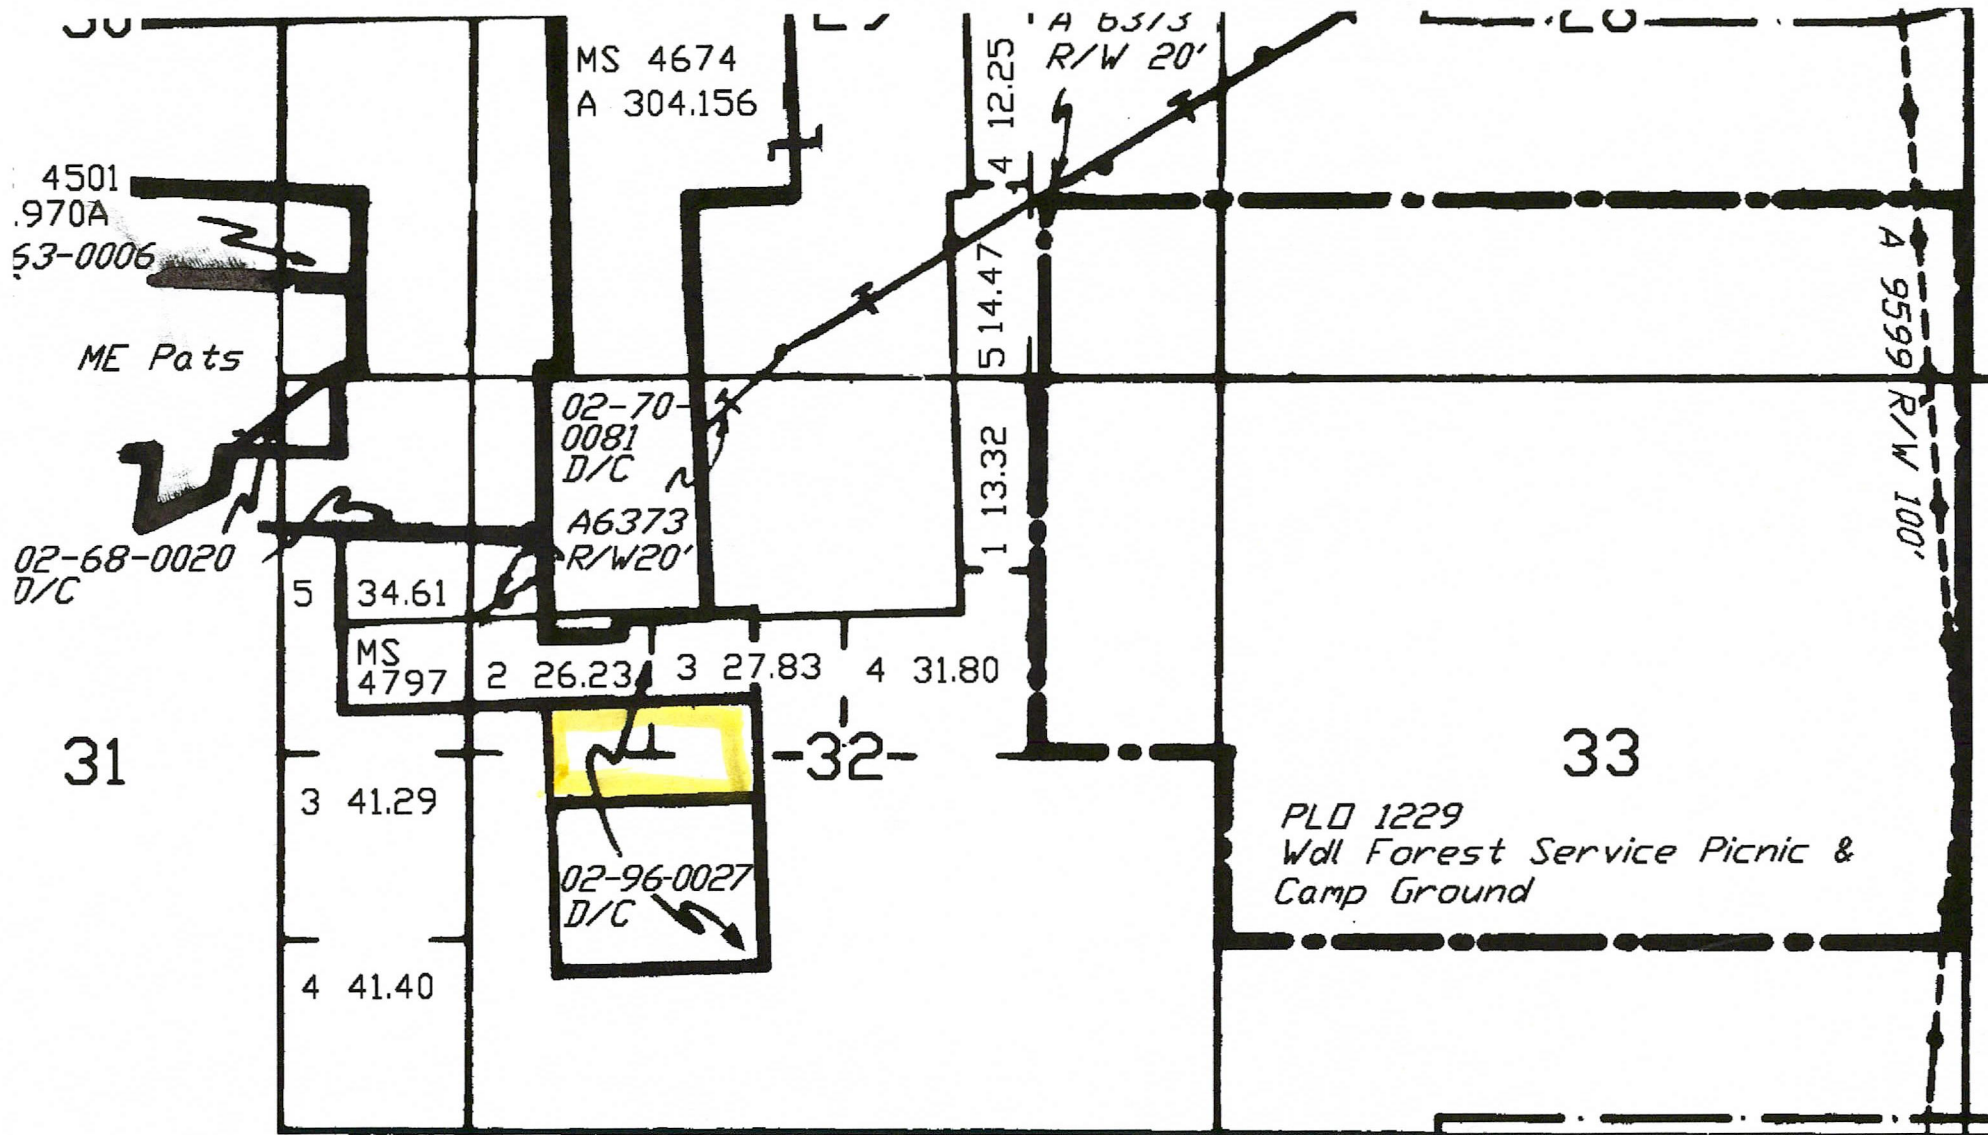 MS 4674
A 304.156
12.25
4
A 6373
R/W 20'
4501
.970A
53-0006
ME Pats
14.47
5
A 9599 R/W 100'
02-70-
0081
D/C
13.32
1
A6373
R/W20'
02-68-0020
D/C
5 34.61
MS
4797
2 26.23
3 27.83
4 31.80
31
32
33
3 41.29
PLO 1229
Wdl Forest Service Picnic &
Camp Ground
02-96-0027
D/C
4 41.40